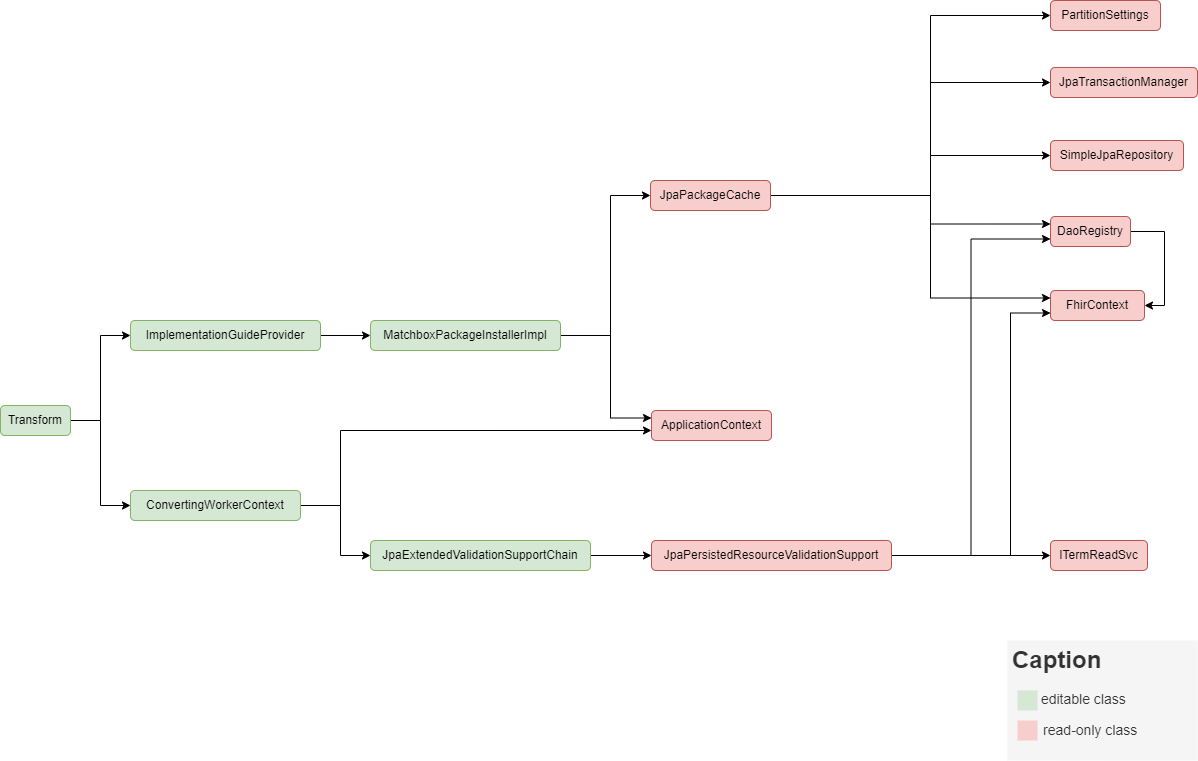 PartitionSettings
JpaTransactionManager
SimpleJpaRepository
JpaPackageCache
DaoRegistry
FhirContext
ImplementationGuideProvider
MatchboxPackageInstallerImpl
Transform
ApplicationContext
ConvertingWorkerContext
JpaExtendedValidationSupportChain
JpaPersistedResourceValidationSupport
ITermReadSvc
Caption
editable class
read-only class